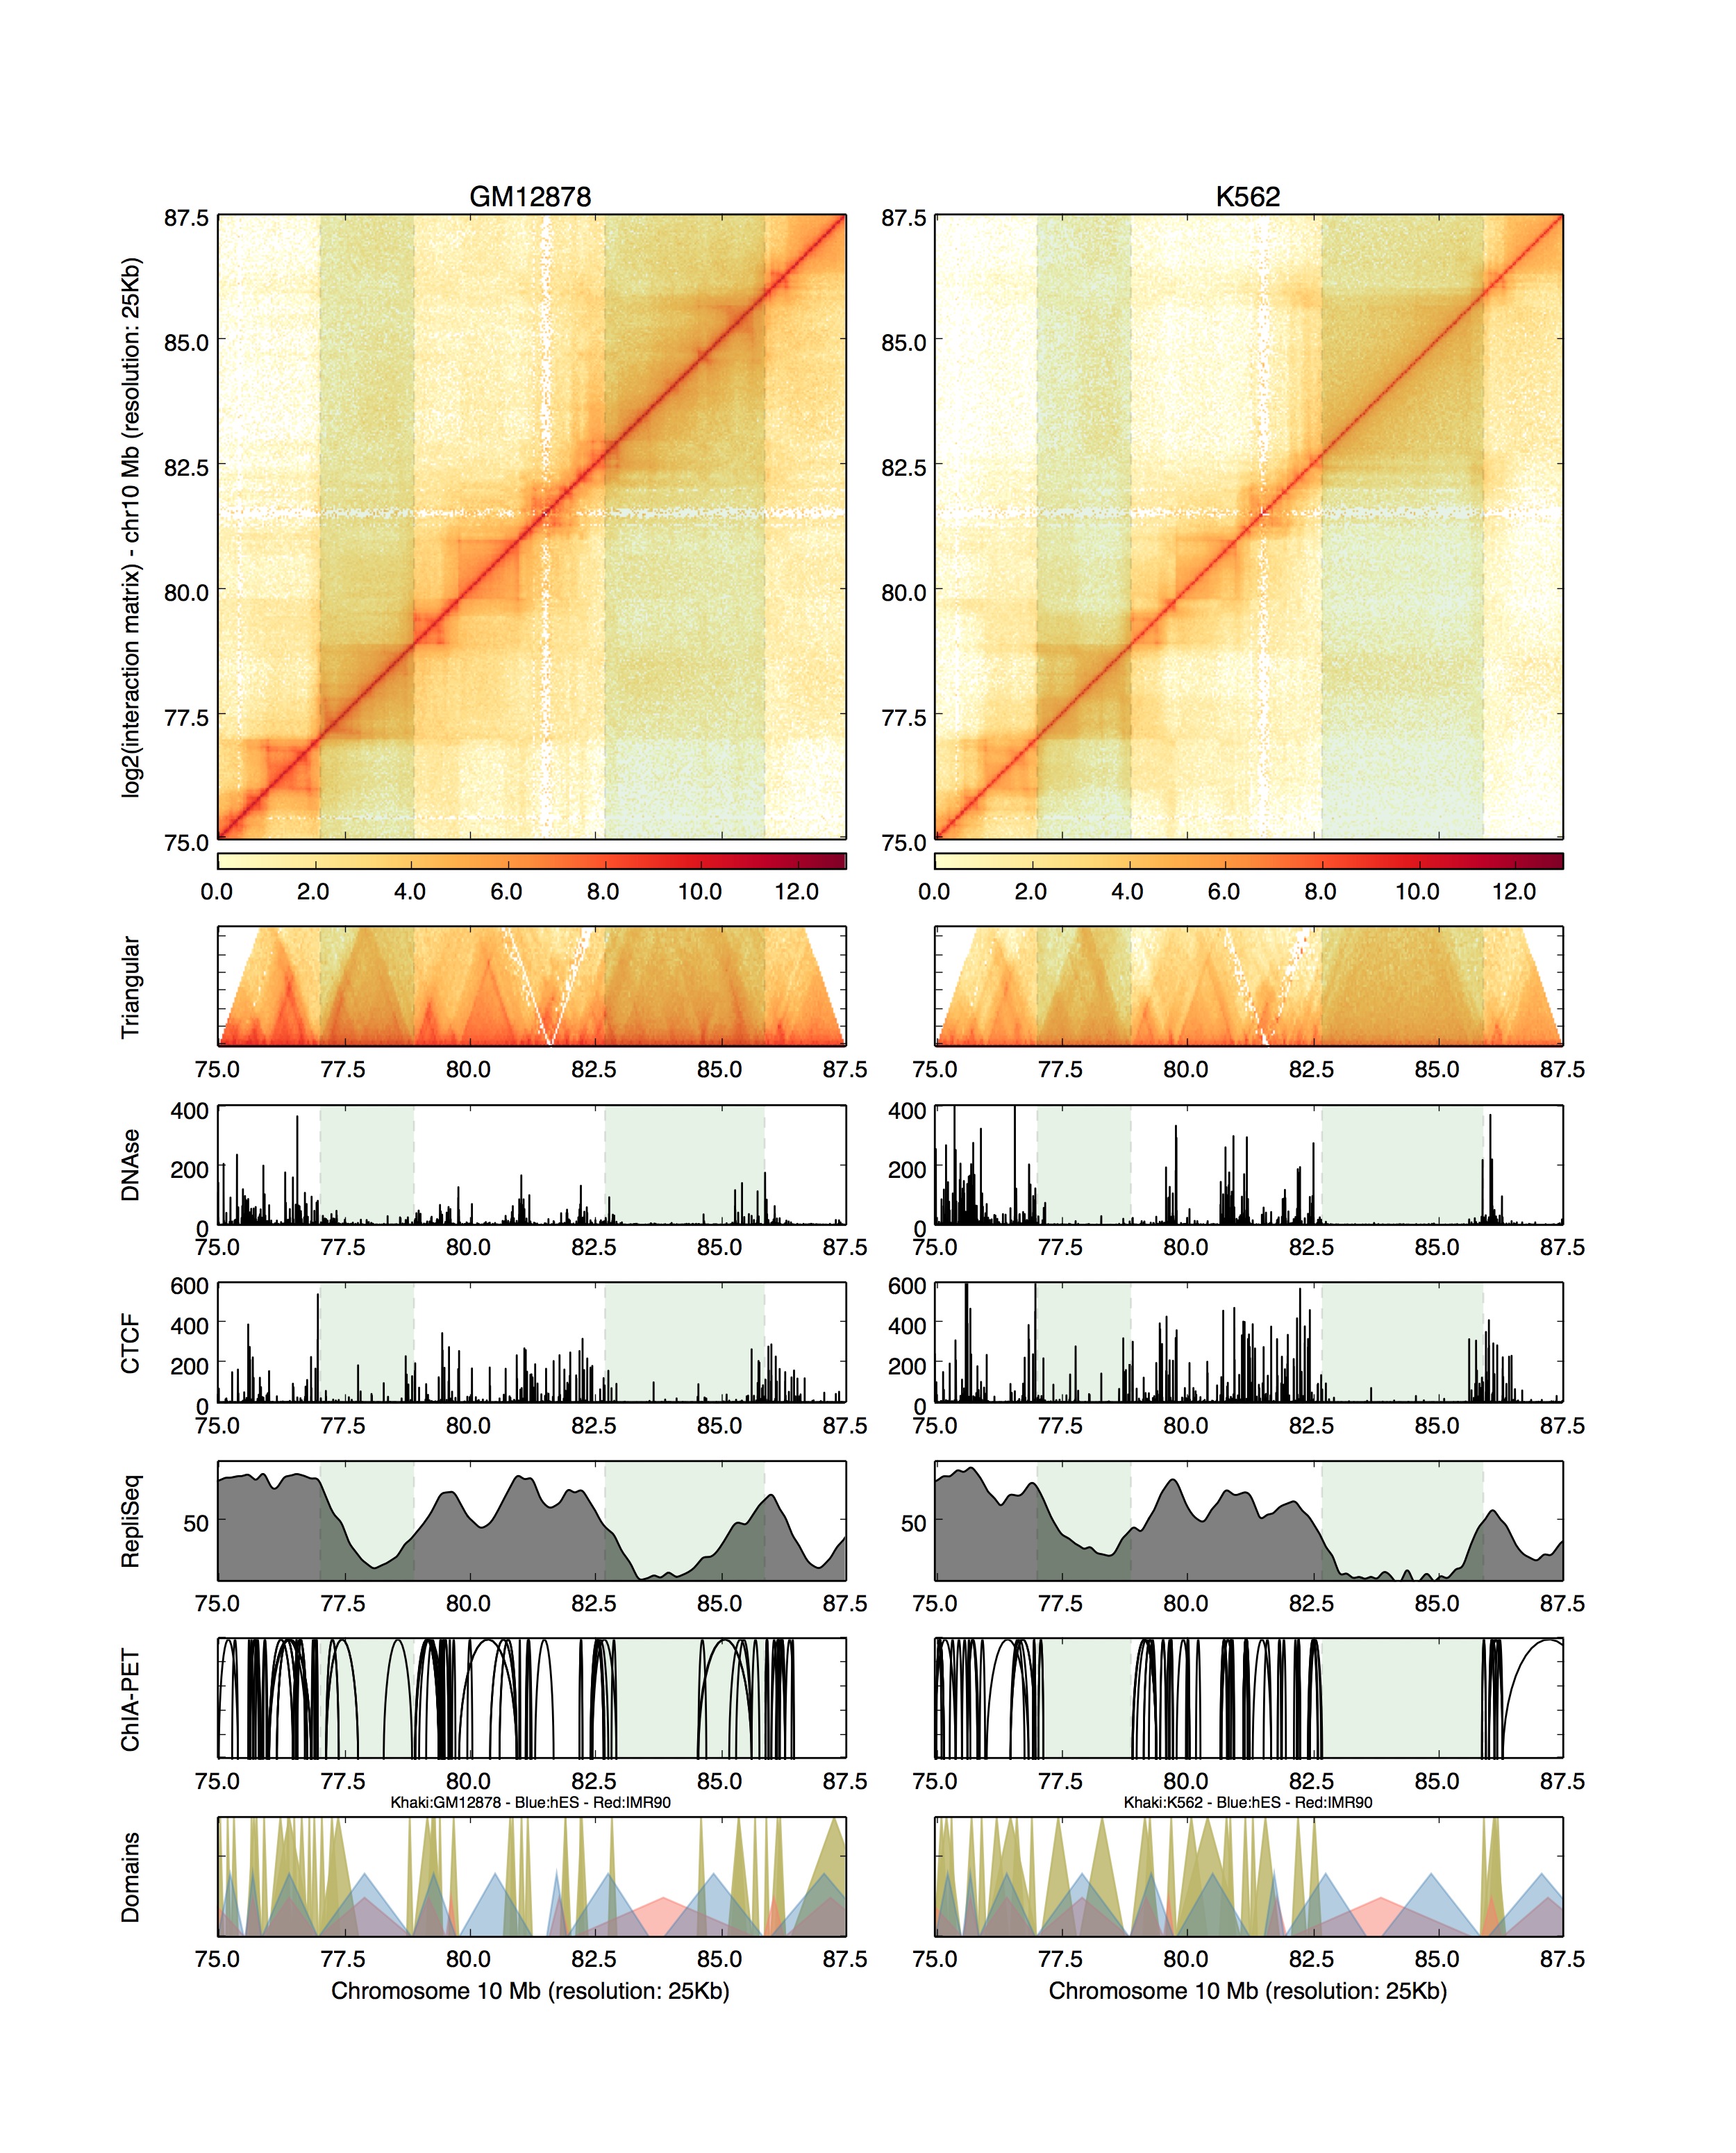 GM12878
K562
log2(interaction matrix) - chr10 Mb (resolution: 25Kb)
87.5
85.0
82.5
80.0
77.5
75.0
87.5
85.0
82.5
80.0
77.5
75.0
0.0 2.0 4.0 6.0 8.0 10.0 12.0
0.0 2.0 4.0 6.0 8.0 10.0 12.0
Triangular
75.0 77.5 80.0 82.5 85.0 87.5
75.0 77.5 80.0 82.5 85.0 87.5
DNAse
400
200
0
400
200
0
75.0 77.5 80.0 82.5 85.0 87.5
75.0 77.5 80.0 82.5 85.0 87.5
CTCF
600
400
200
0
600
400
200
0
75.0 77.5 80.0 82.5 85.0 87.5
75.0 77.5 80.0 82.5 85.0 87.5
RepliSeq
50
50
75.0 77.5 80.0 82.5 85.0 87.5
75.0 77.5 80.0 82.5 85.0 87.5
ChIA-PET
75.0 77.5 80.0 82.5 85.0 87.5
75.0 77.5 80.0 82.5 85.0 87.5
Khaki:GM12878 - Blue:hES - Red:IMR90
Khaki:K562 - Blue:hES - Red:IMR90
Domains
75.0 77.5 80.0 82.5 85.0 87.5
75.0 77.5 80.0 82.5 85.0 87.5
Chromosome 10 Mb (resolution: 25Kb)
Chromosome 10 Mb (resolution: 25Kb)